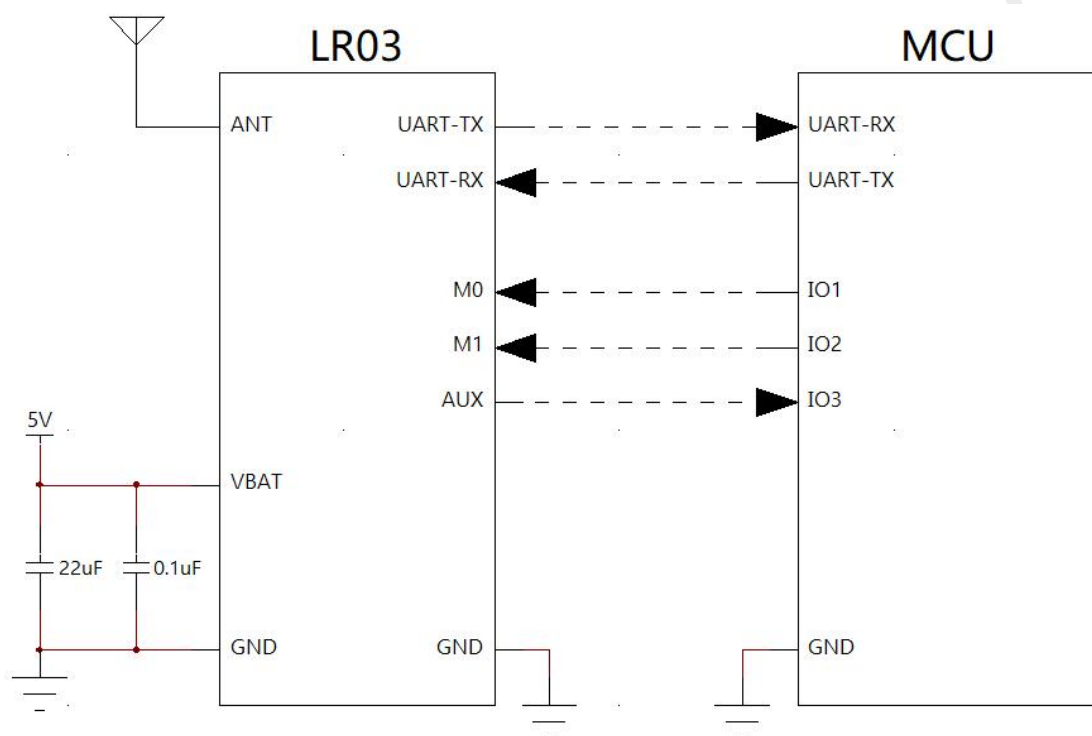 LR03
MCU
ANT
UART-TX
UART-RX
UART-RX
UART-TX
M0
IO1
M1
IO2
AUX
IO3
5V
VBAT
22uF
0.1uF
GND
GND
GND